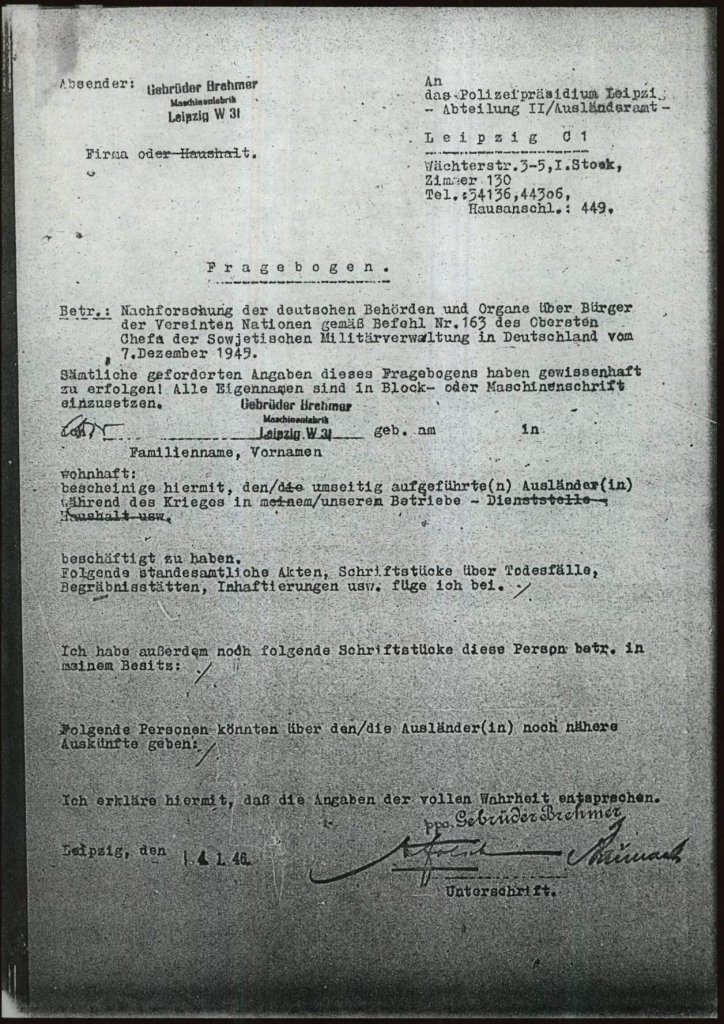 Absender:
Gebrüder Brehmer
Maschinenfabrik
Leipzig W 31
Firma oder Haushalt.
An
das Polizeipräsidium Leipzig
- Abteilung II/Ausländeramt -
Leipzig C1
Wächterstr.3-5,I.Stock,
Zimmer 130
Tel.:34136,44306,
Hausanschl.: 449.
Fragebogen.
Betr.: Nachforschung der deutschen Behörden und Organe über Bürger
der Vereinten Nationen gemäß Befehl Nr.163 des Obersten
Chefs der Sowjetischen Militärverwaltung in Deutschland vom
7.Dezember 1945.
Sämtliche geforderten Angaben dieses Fragebogens haben gewissenhaft
zu erfolgen! Alle Eigennamen sind in Block- oder Maschinenschrift
einzusetzen.
Gebrüder Brehmer
Maschinenfabrik
Leipzig W 31
geb. am in
Familienname, Vornamen
wohnhaft:
bescheinige hiermit, den/die umseitig aufgeführte(n) Ausländer(in)
während des Krieges in meinem/unseren Betriebe - Dienststelle -
Haushalt usw.
beschäftigt zu haben.
Folgende standesamtliche Akten, Schriftstücke über Todesfälle,
Begräbnisstätten, Inhaftierungen usw. füge ich bei. /
Ich habe außerdem noch folgende Schriftstücke diese Person betr. in
meinem Besitz: /
Folgende Personen könnten über den/die Ausländer(in) noch nähere
Auskünfte geben: /
Ich erkläre hiermit, daß die Angaben der vollen Wahrheit entsprechen.
ppa. Gebrüder Brehmer
Leipzig, den 1.46
Unterschrift.